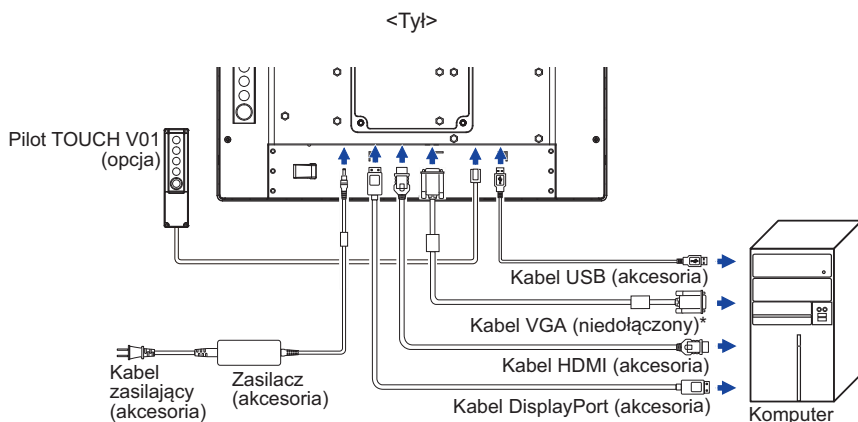 <Tył>
Pilot TOUCH V01
(opcja)
Kabel USB (akcesoria)
Kabel VGA (niedołączony)*
Kabel HDMI (akcesoria)
Kabel DisplayPort (akcesoria)
Kabel
zasilający
(akcesoria)
Zasilacz
(akcesoria)
Komputer